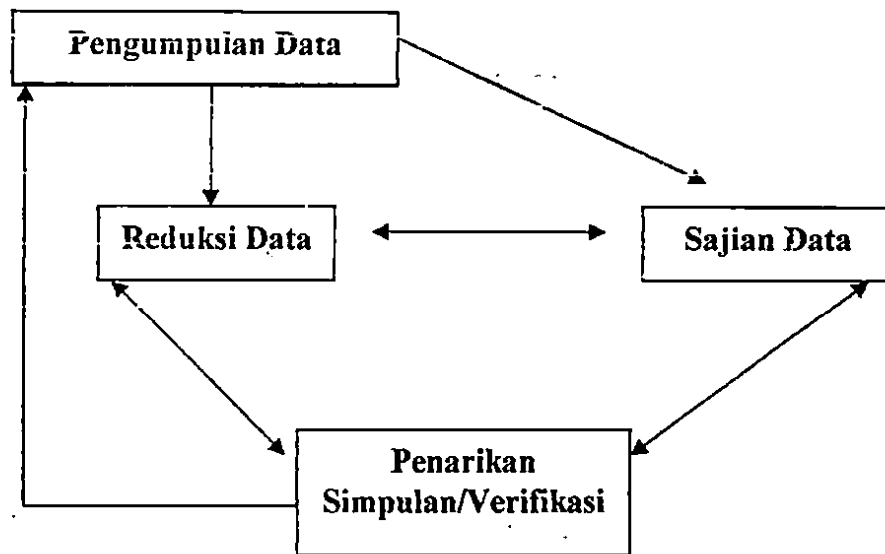 Pengumpulan Data
Reduksi Data
Sajian Data
Penarikan
Simpulan/Verifikasi